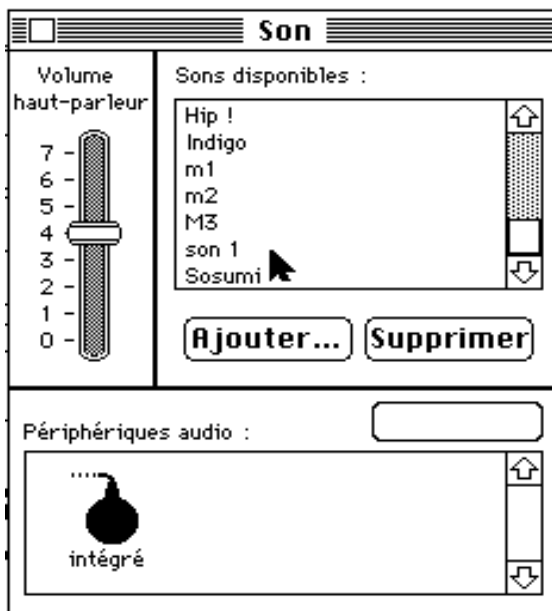 Son
Volume
haut-parleur
7
6
5
4
3
2
1
0
Sons disponibles :
Hip !
Indigo
m1
m2
M3
son 1
Sosumi
Ajouter... Supprimer
Périphériques audio :
intégré